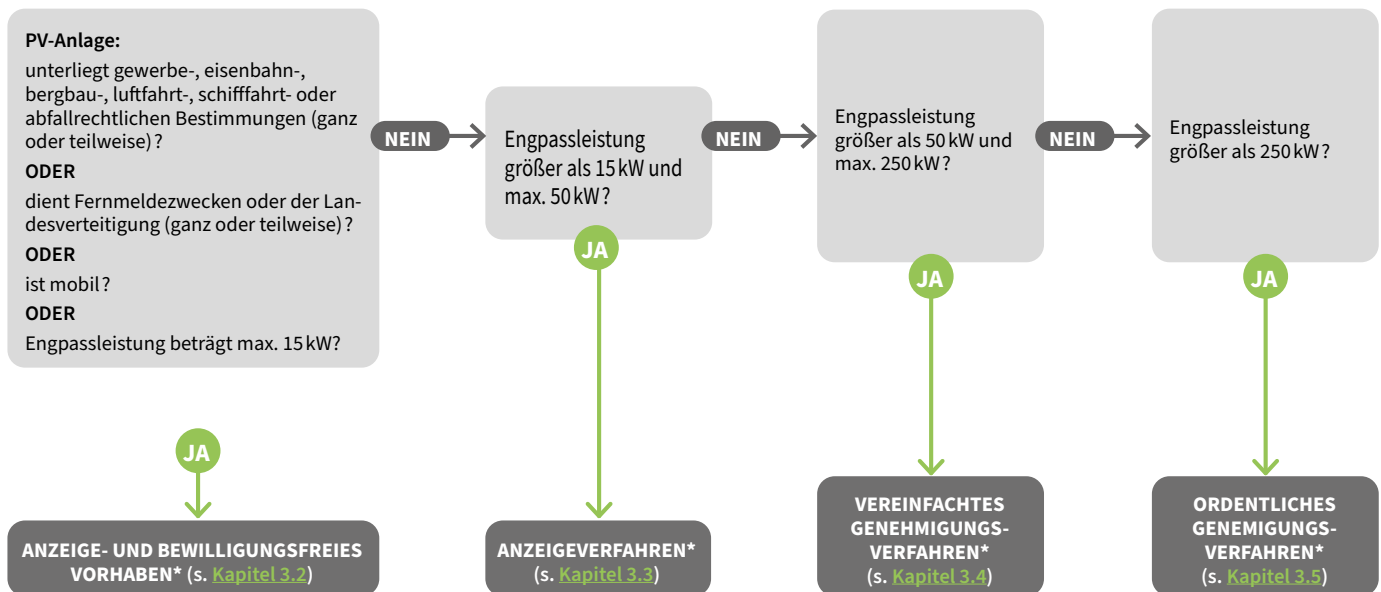 PV-Anlage:
unterliegt gewerbe-, eisenbahn-,
bergbau-, luftfahrt-, schifffahrt- oder
abfallrechtlichen Bestimmungen (ganz
oder teilweise)?
ODER
dient Fernmeldezwecken oder der Lan-
desverteitigung (ganz oder teilweise)?
ODER
ist mobil?
ODER
Engpassleistung beträgt max. 15 kW?
NEIN
Engpassleistung
größer als 15 kW und
max. 50 kW?
NEIN
Engpassleistung
größer als 50 kW und
max. 250 kW?
NEIN
Engpassleistung
größer als 250 kW?
JA
JA
JA
JA
ANZEIGE- UND BEWILLIGUNGSFREIES
VORHABEN* (s. Kapitel 3.2)
ANZEIGEVERFAHREN*
(s. Kapitel 3.3)
VEREINFACHTES
GENEHMIGUNGS-
VERFAHREN*
(s. Kapitel 3.4)
ORDENTLICHES
GENEMIGUNGS-
VERFAHREN*
(s. Kapitel 3.5)